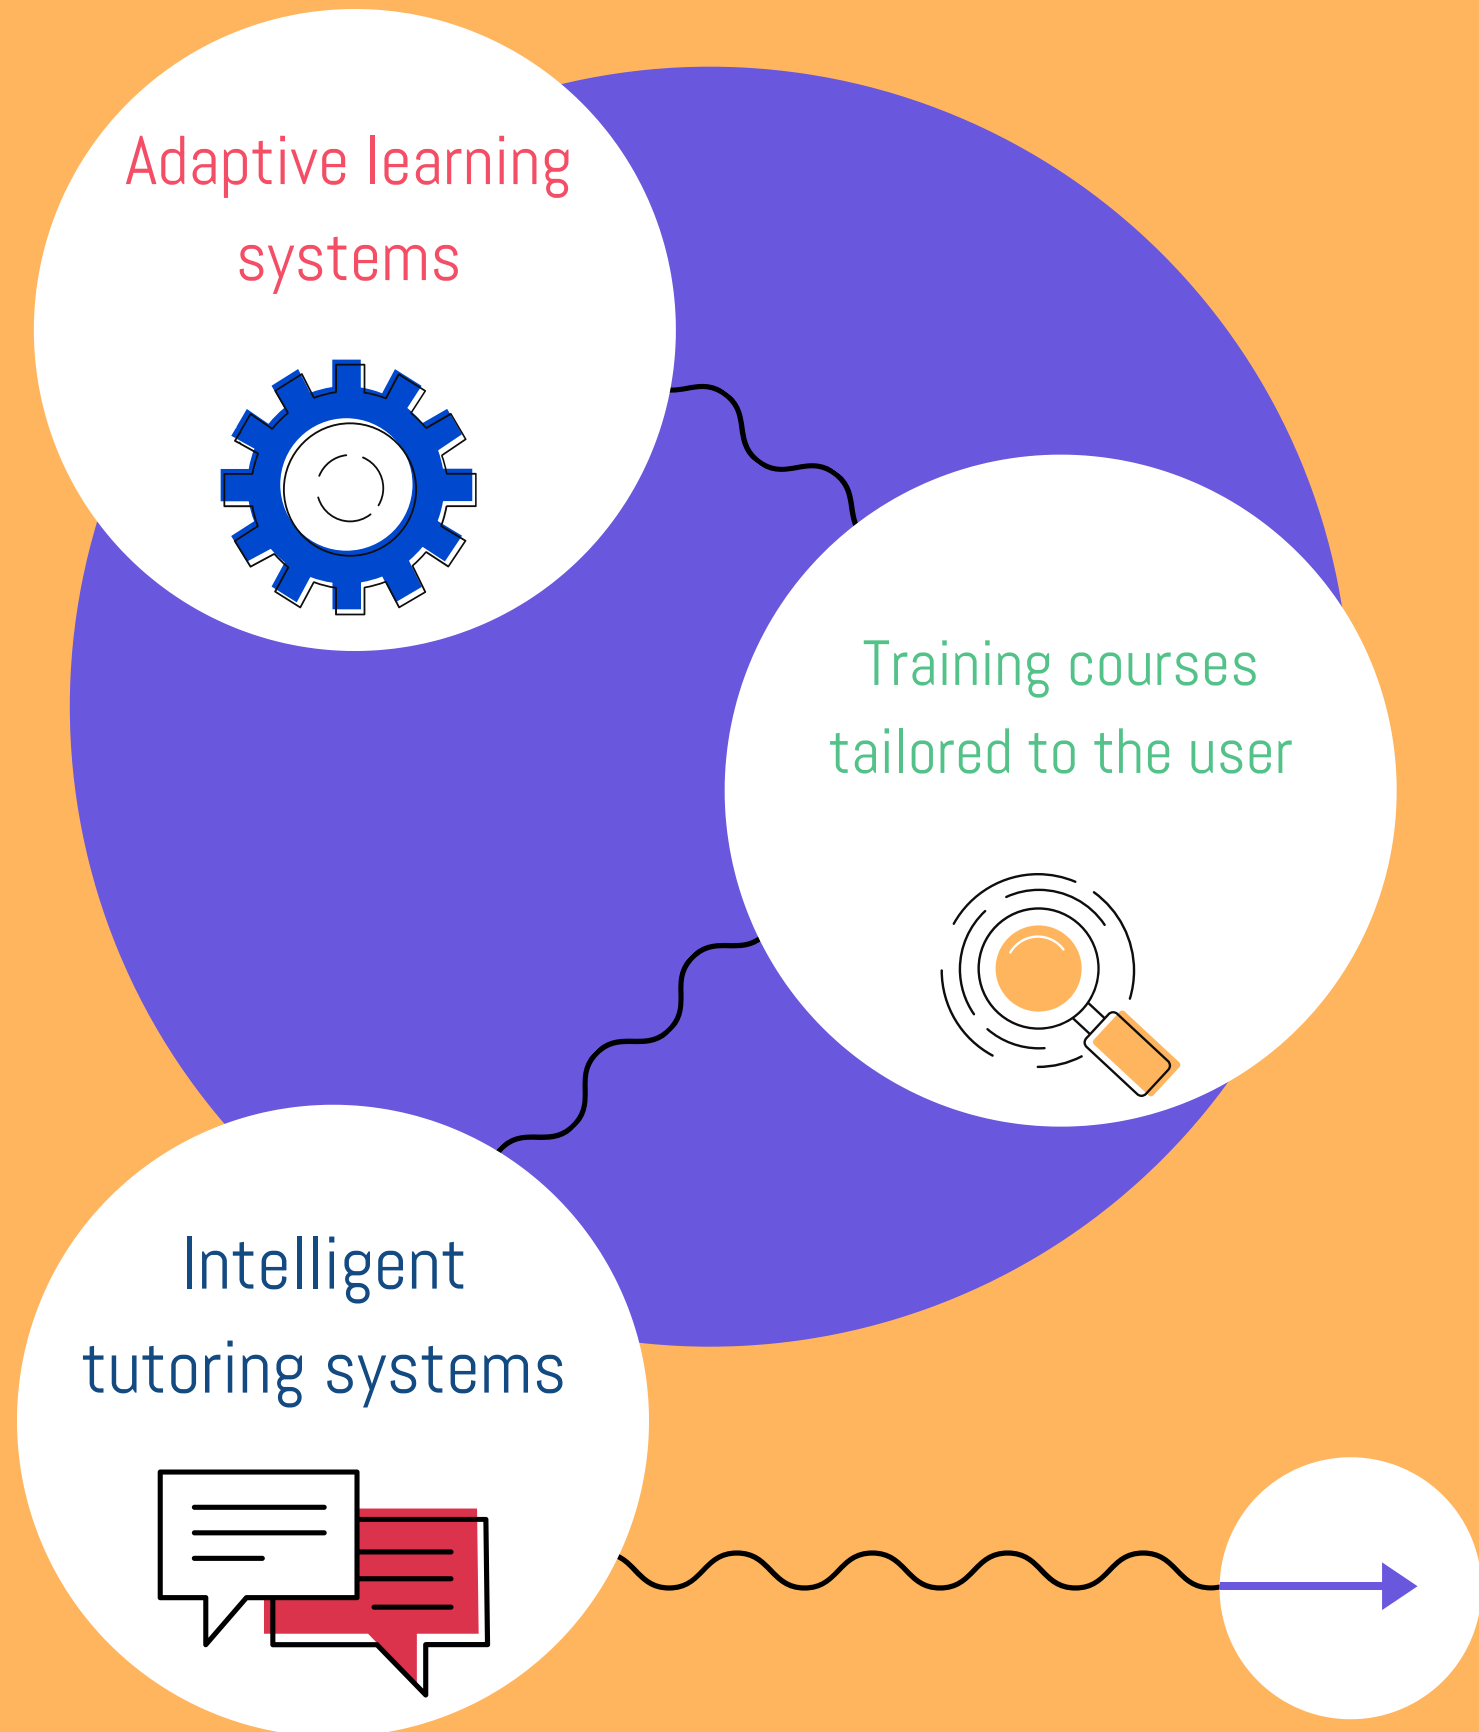 Adaptive learning
systems
Training courses
tailored to the user
Intelligent
tutoring systems